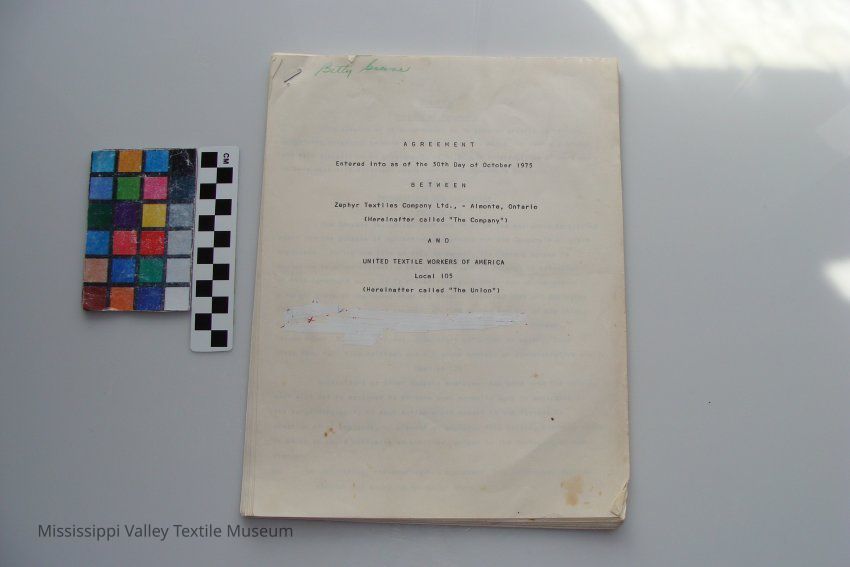 Betty
AGREEMENT
Entered into as of the 30th Day of October 1975
BETWEEN
Zephyr Textiles Company Ltd., - Almonte, Ontario
(Hereinafter called "The Company")
AND
UNITED TEXTILE WORKERS OF AMERICA
Local 105
(Hereinafter called "The Union")
CM
Mississippi Valley Textile Museum